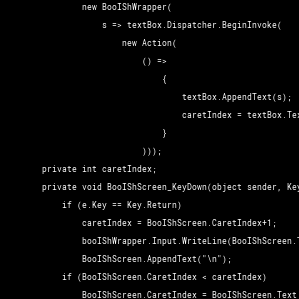 new BooIShWrapper(
s => textBox.Dispatcher.BeginInvoke(
new Action(
() =>
{
textBox.AppendText(s);
caretIndex = textBox.Tex
}
)));
private int caretIndex;
private void BooIShScreen_KeyDown(object sender, Key
if (e.Key == Key.Return)
caretIndex = BooIShScreen.CaretIndex+1;
booIShWrapper.Input.WriteLine(BooIShScreen.T
BooIShScreen.AppendText("\n");
if (BooIShScreen.CaretIndex < caretIndex)
BooIShScreen.CaretIndex = BooIShScreen.Text